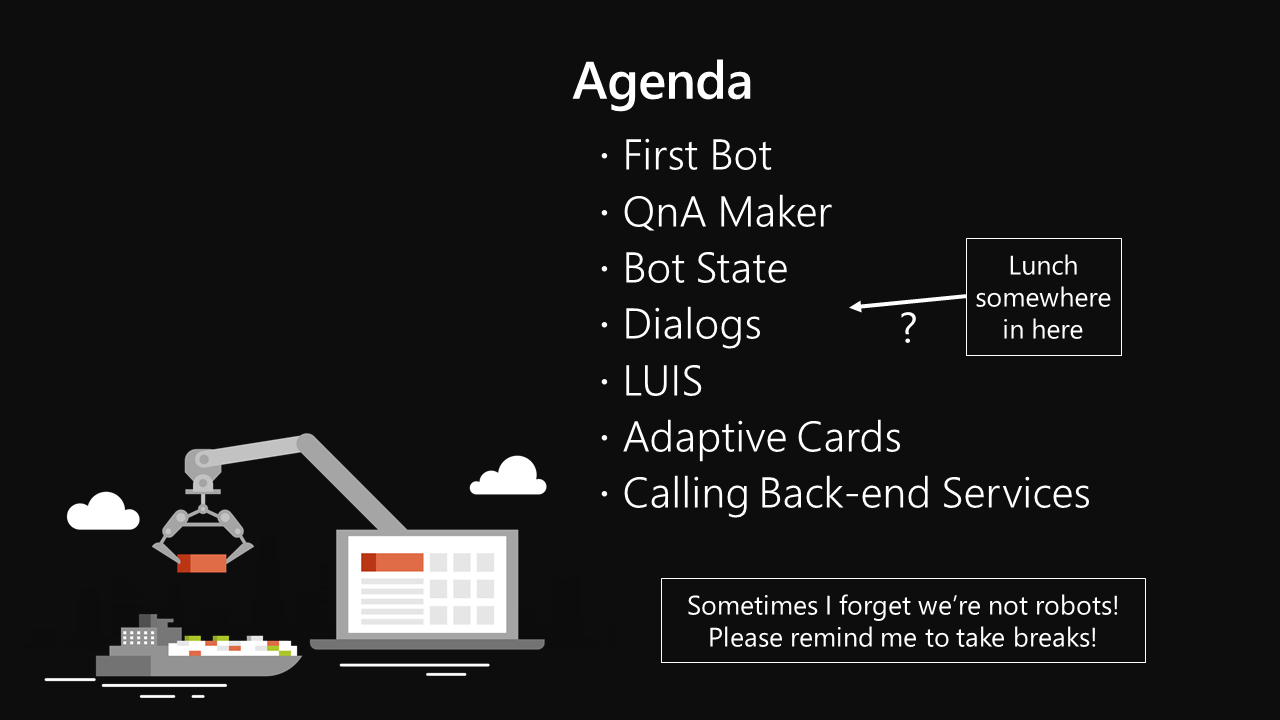 Agenda
· First Bot
· QnA Maker
· Bot State
· Dialogs
· LUIS
· Adaptive Cards
· Calling Back-end Services
Lunch
somewhere
in here
?
Sometimes I forget we’re not robots!
Please remind me to take breaks!